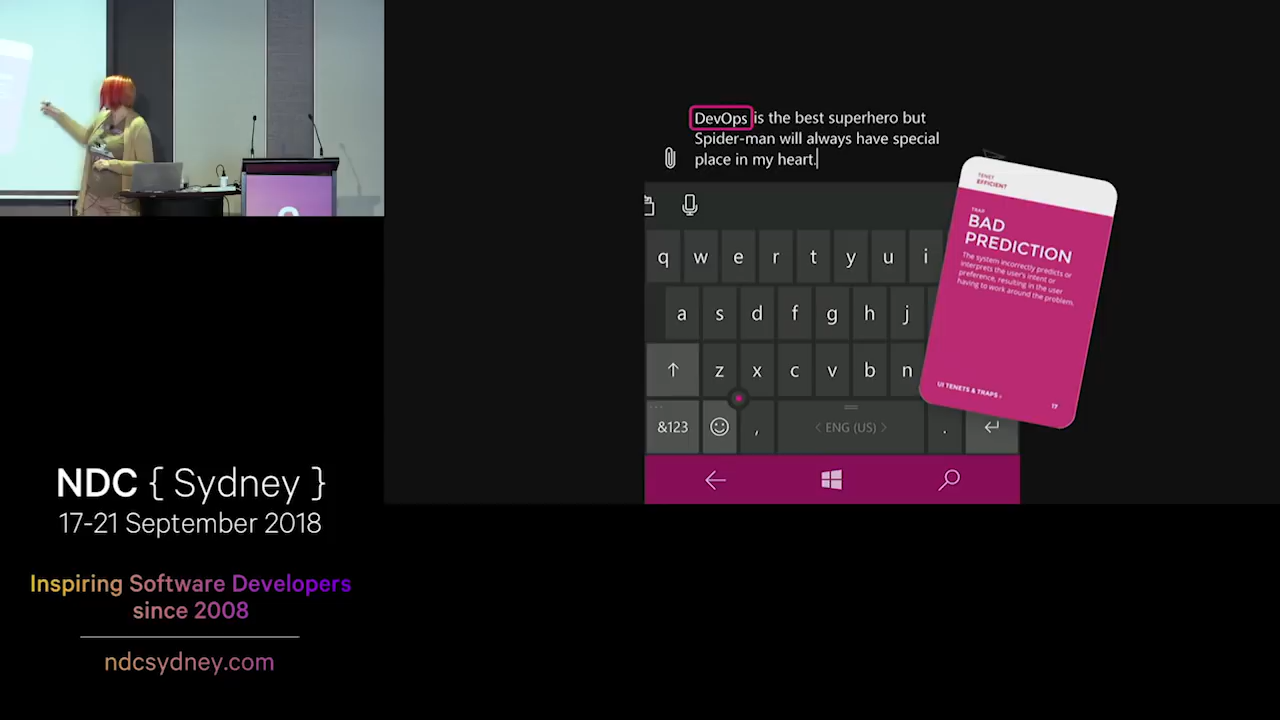 DevOps is the best superhero but
Spider-man will always have special
place in my heart.
TENET
EFFICIENT
TRAP
BAD
PREDICTION
The system incorrectly predicts or
interprets the user's intent or
preference, resulting in the user
having to work around the problem.
UI TENETS & TRAPS
17
q w e r t y u i
a s d f g h j
z x c v b n
&123 , < ENG (US) > .
NDC { Sydney }
17-21 September 2018
Inspiring Software Developers
since 2008
ndcsydney.com